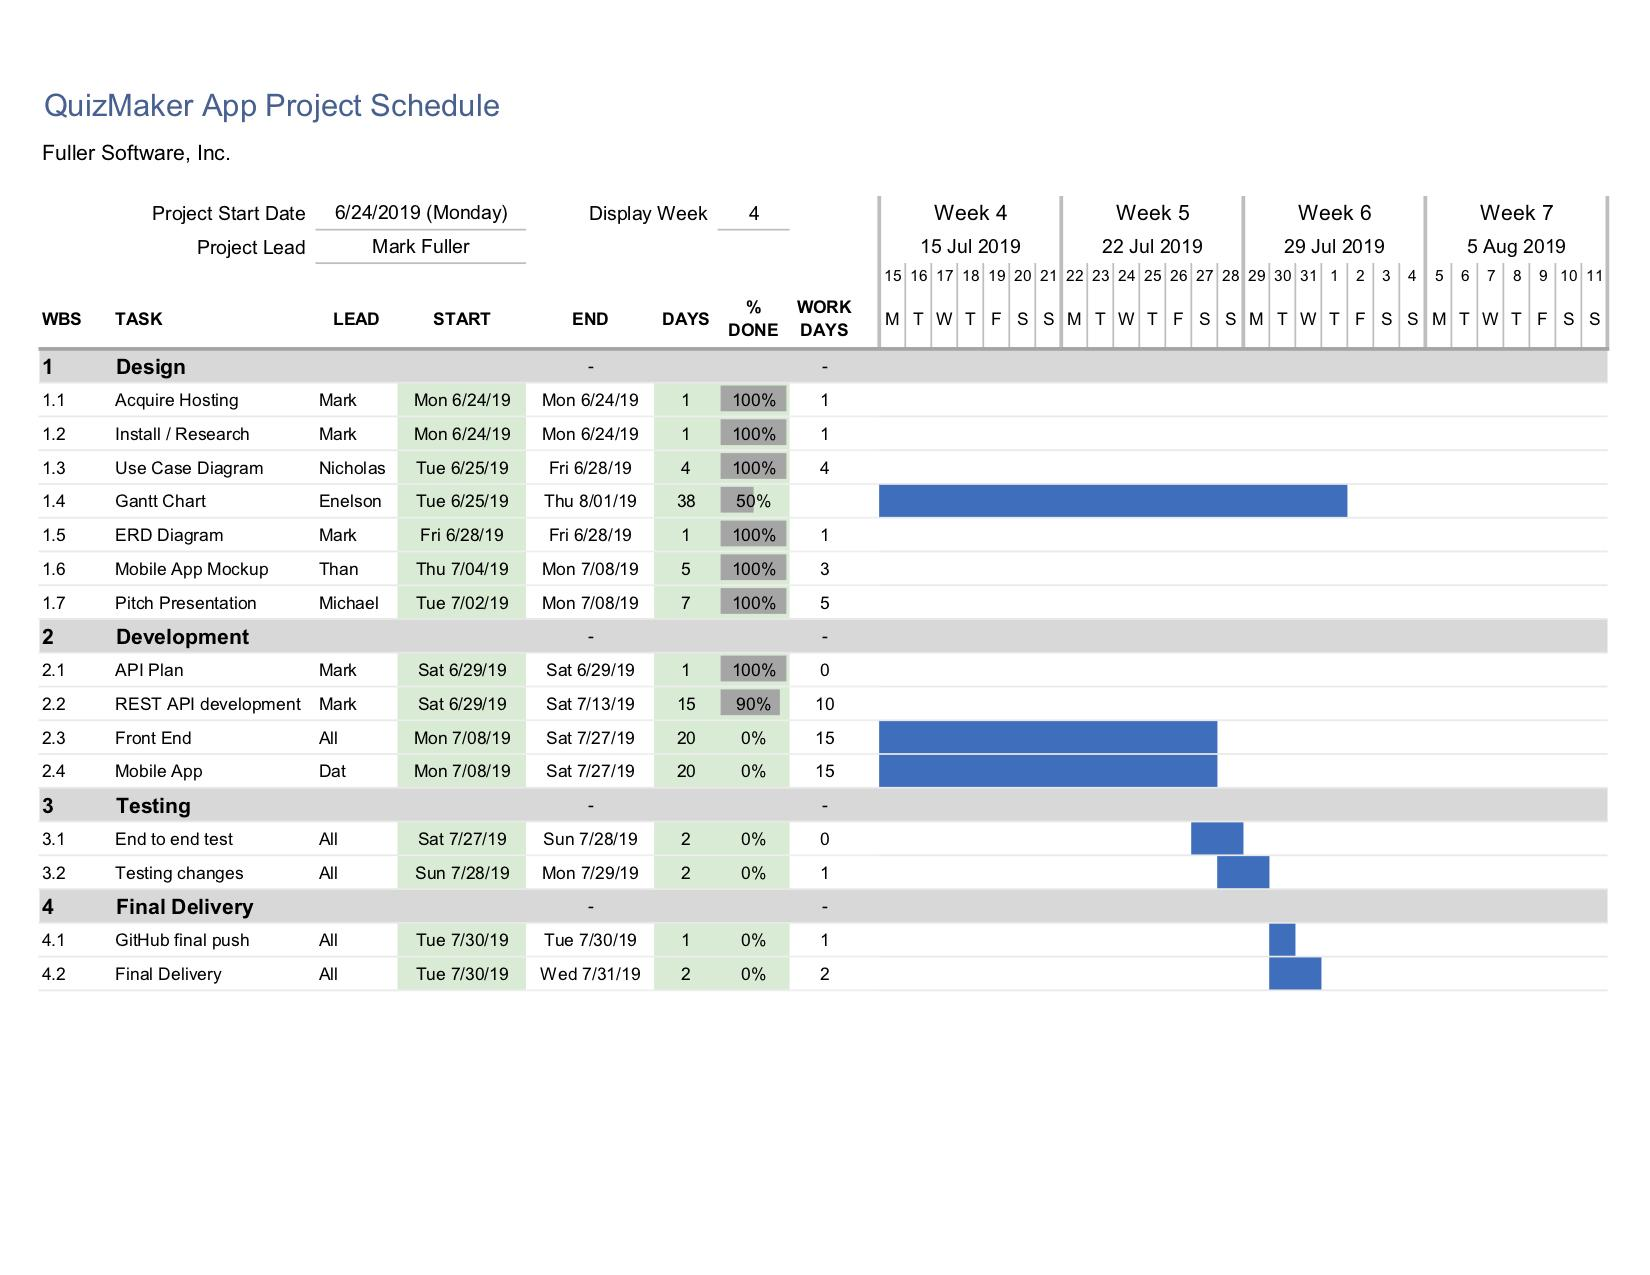 QuizMaker App Project Schedule
Fuller Software, Inc.
Project Start Date 6/24/2019 (Monday) Display Week 4 Week 4 Week 5 Week 6 Week 7
Project Lead Mark Fuller 15 Jul 2019 22 Jul 2019 29 Jul 2019 5 Aug 2019
15 16 17 18 19 20 21 22 23 24 25 26 27 28 29 30 31 1 2 3 4 5 6 7 8 9 10 11
WBS TASK LEAD START END DAYS % DONE WORK DAYS M T W T F S S M T W T F S S M T W T F S S M T W T F S S
1 Design - -
1.1 Acquire Hosting Mark Mon 6/24/19 Mon 6/24/19 1 100% 1
1.2 Install / Research Mark Mon 6/24/19 Mon 6/24/19 1 100% 1
1.3 Use Case Diagram Nicholas Tue 6/25/19 Fri 6/28/19 4 100% 4
1.4 Gantt Chart Enelson Tue 6/25/19 Thu 8/01/19 38 50%
1.5 ERD Diagram Mark Fri 6/28/19 Fri 6/28/19 1 100% 1
1.6 Mobile App Mockup Than Thu 7/04/19 Mon 7/08/19 5 100% 3
1.7 Pitch Presentation Michael Tue 7/02/19 Mon 7/08/19 7 100% 5
2 Development - -
2.1 API Plan Mark Sat 6/29/19 Sat 6/29/19 1 100% 0
2.2 REST API development Mark Sat 6/29/19 Sat 7/13/19 15 90% 10
2.3 Front End All Mon 7/08/19 Sat 7/27/19 20 0% 15
2.4 Mobile App Dat Mon 7/08/19 Sat 7/27/19 20 0% 15
3 Testing - -
3.1 End to end test All Sat 7/27/19 Sun 7/28/19 2 0% 0
3.2 Testing changes All Sun 7/28/19 Mon 7/29/19 2 0% 1
4 Final Delivery - -
4.1 GitHub final push All Tue 7/30/19 Tue 7/30/19 1 0% 1
4.2 Final Delivery All Tue 7/30/19 Wed 7/31/19 2 0% 2